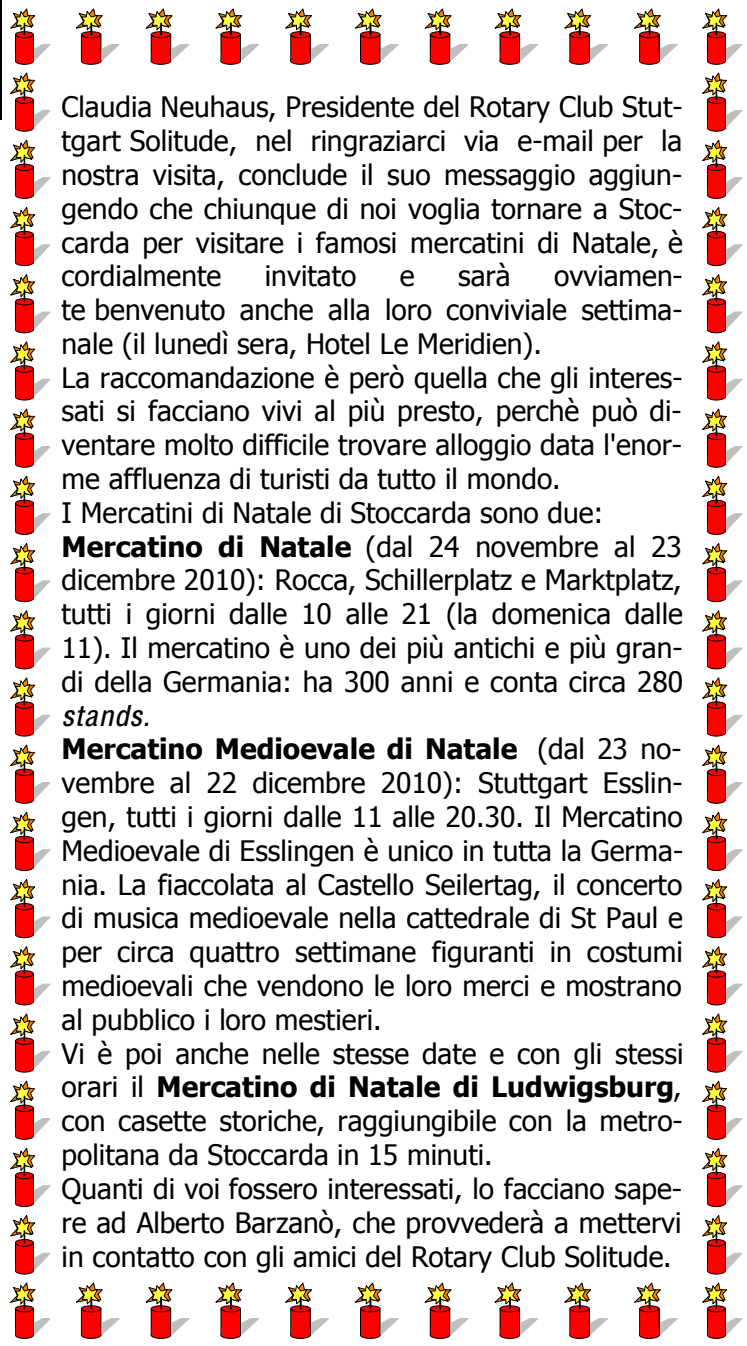 Claudia Neuhaus, Presidente del Rotary Club Stut-
tgart Solitude, nel ringraziarci via e-mail per la
nostra visita, conclude il suo messaggio aggiun-
gendo che chiunque di noi voglia tornare a Stoc-
carda per visitare i famosi mercatini di Natale, è
cordialmente invitato e sarà ovviamen-
te benvenuto anche alla loro conviviale settima-
nale (il lunedì sera, Hotel Le Meridien).
La raccomandazione è però quella che gli interes-
sati si facciano vivi al più presto, perchè può di-
ventare molto difficile trovare alloggio data l'enor-
me affluenza di turisti da tutto il mondo.
I Mercatini di Natale di Stoccarda sono due:
Mercatino di Natale (dal 24 novembre al 23
dicembre 2010): Rocca, Schillerplatz e Marktplatz,
tutti i giorni dalle 10 alle 21 (la domenica dalle
11). Il mercatino è uno dei più antichi e più gran-
di della Germania: ha 300 anni e conta circa 280
stands.
Mercatino Medioevale di Natale (dal 23 no-
vembre al 22 dicembre 2010): Stuttgart Esslin-
gen, tutti i giorni dalle 11 alle 20.30. Il Mercatino
Medioevale di Esslingen è unico in tutta la Germa-
nia. La fiaccolata al Castello Seilertag, il concerto
di musica medioevale nella cattedrale di St Paul e
per circa quattro settimane figuranti in costumi
medioevali che vendono le loro merci e mostrano
al pubblico i loro mestieri.
Vi è poi anche nelle stesse date e con gli stessi
orari il Mercatino di Natale di Ludwigsburg,
con casette storiche, raggiungibile con la metro-
politana da Stoccarda in 15 minuti.
Quanti di voi fossero interessati, lo facciano sape-
re ad Alberto Barzanò, che provvederà a mettervi
in contatto con gli amici del Rotary Club Solitude.